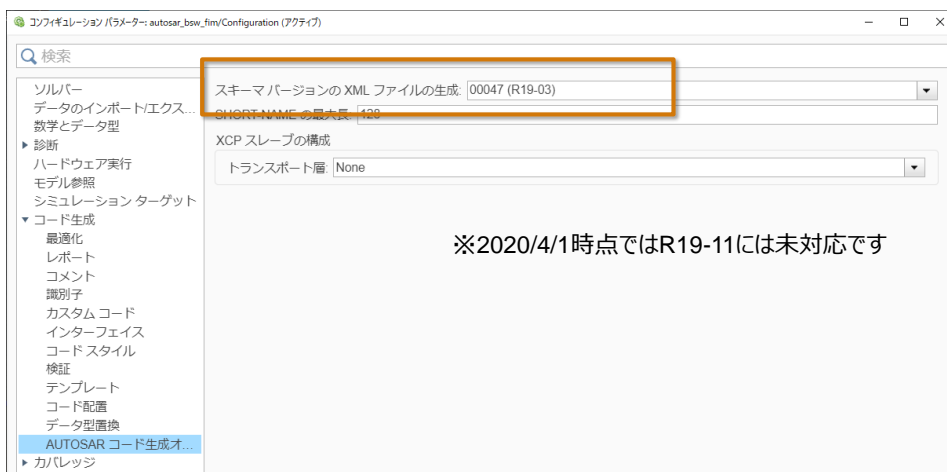 コンフィギュレーション パラメーター: autosar_bsw_fim/Configuration (アクティブ)
検索
ソルバー
データのインポート/エクス...
数学とデータ型
診断
ハードウェア実行
モデル参照
シミュレーション ターゲット
コード生成
最適化
レポート
コメント
識別子
カスタム コード
インターフェイス
コード スタイル
検証
テンプレート
コード配置
データ型置換
AUTOSAR コード生成オ...
カバレッジ
スキーマ バージョンの XML ファイルの生成: 00047 (R19-03)
SHORT-NAME の最大長: 128
XCP スレーブの構成
トランスポート層: None
※2020/4/1時点ではR19-11には未対応です